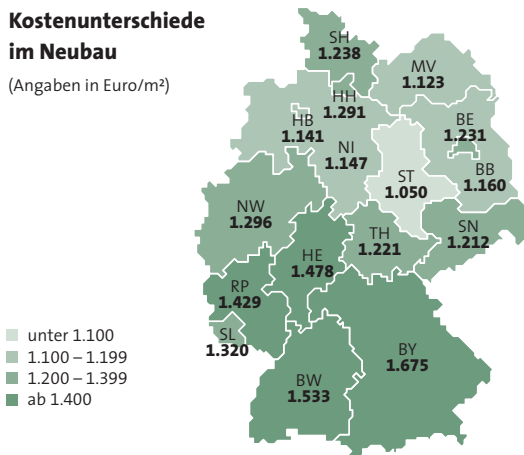 Kostenunterschiede
im Neubau
(Angaben in Euro/m²)
SH
1.238
MV
1.123
HH
1.291
HB
1.141
BE
1.231
NI
1.147
BB
1.160
ST
1.050
NW
1.296
TH
1.221
SN
1.212
HE
1.478
RP
1.429
SL
1.320
BY
1.675
BW
1.533
unter 1.100
1.100 – 1.199
1.200 – 1.399
ab 1.400